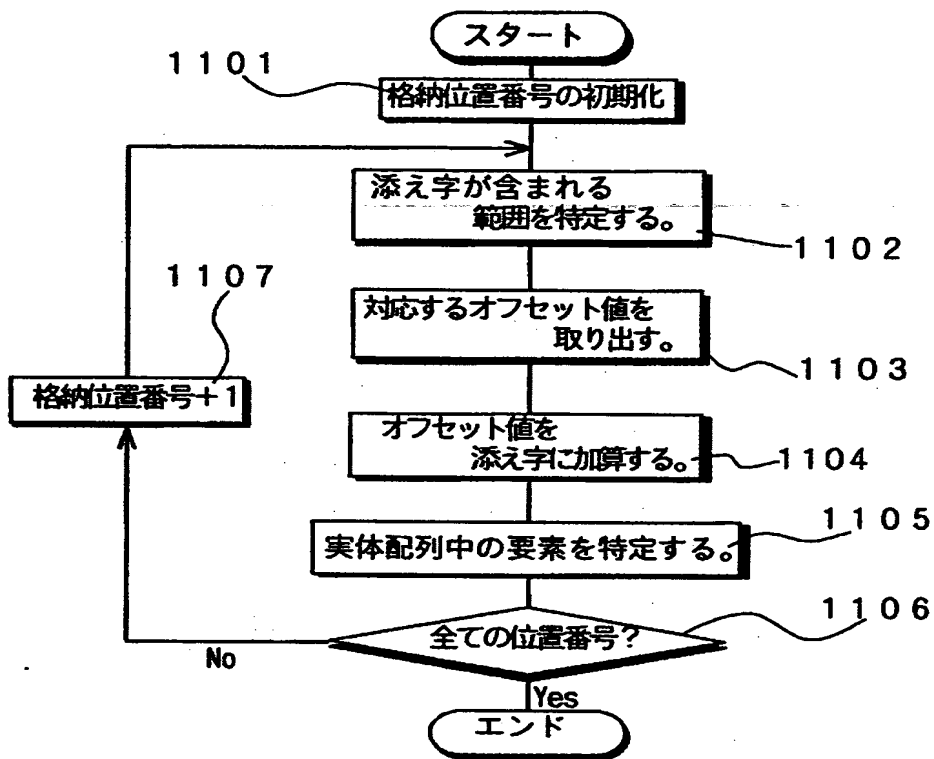 スタート
1101
格納位置番号の初期化
添え字が含まれる
範囲を特定する。
1102
1107
対応するオフセット値を
取り出す。
1103
格納位置番号+1
オフセット値を
添え字に加算する。
1104
1105
実体配列中の要素を特定する。
1106
全ての位置番号?
No
Yes
エンド